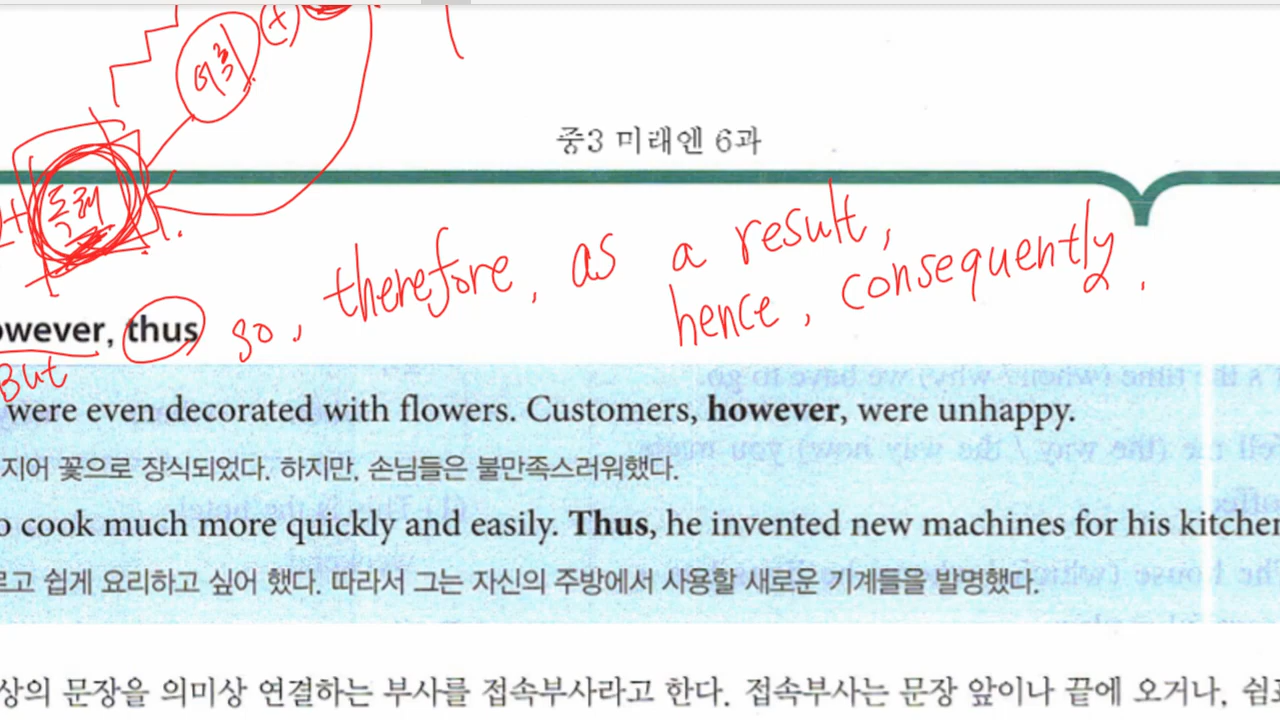 어휘
(+)
중3 미래엔 6과
독해
so, therefore, as a result,
hence, consequently.
owever, thus
But
were even decorated with flowers. Customers, however, were unhappy.
지어 꽃으로 장식되었다. 하지만, 손님들은 불만족스러워했다.
o cook much more quickly and easily. Thus, he invented new machines for his kitchen
르고 쉽게 요리하고 싶어 했다. 따라서 그는 자신의 주방에서 사용할 새로운 기계들을 발명했다.
상의 문장을 의미상 연결하는 부사를 접속부사라고 한다. 접속부사는 문장 앞이나 끝에 오거나, 쉼표